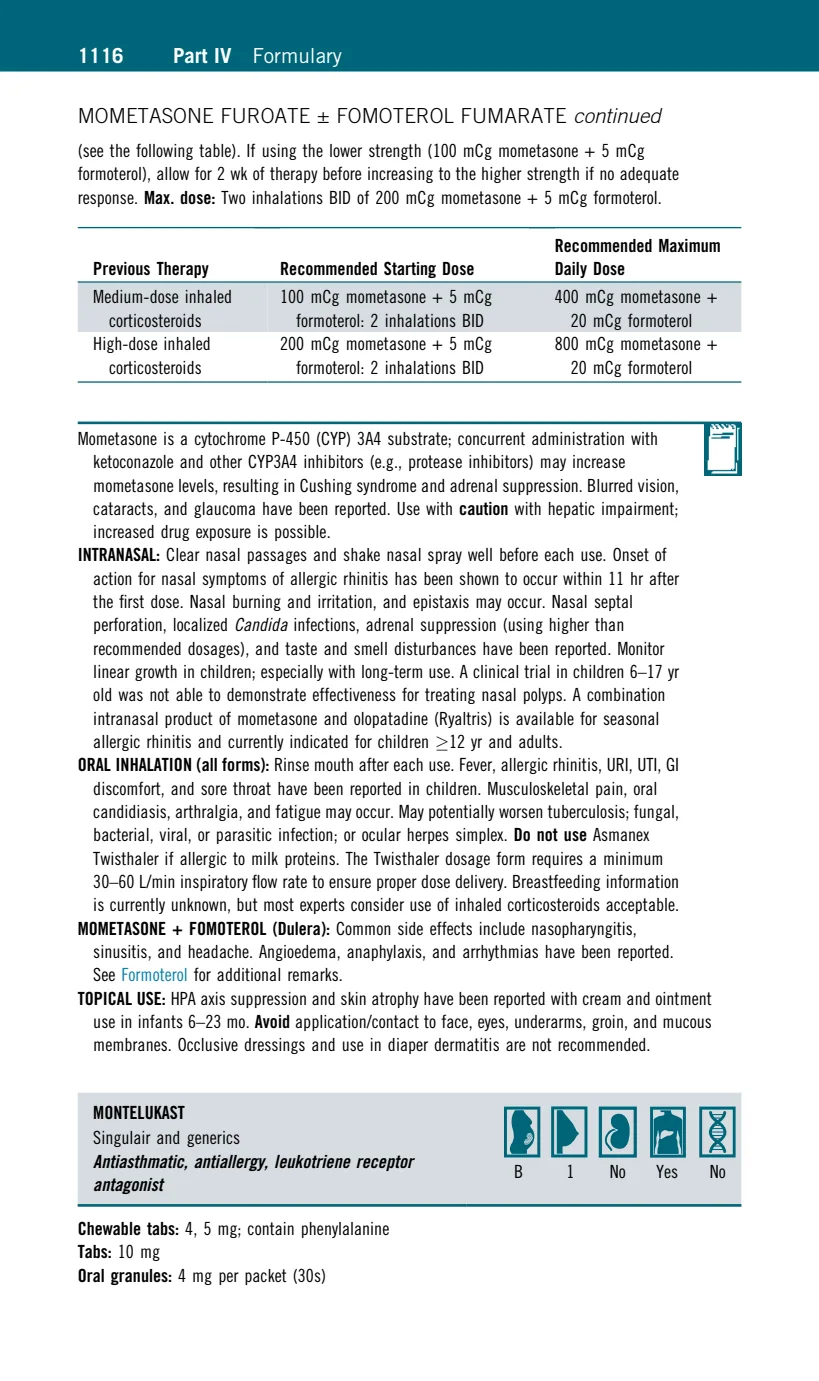 1116 Part IV Formulary
MOMETASONE FUROATE ± FOMOTEROL FUMARATE continued
(see the following table). If using the lower strength (100 mCg mometasone + 5 mCg
formoterol), allow for 2 wk of therapy before increasing to the higher strength if no adequate
response. Max. dose: Two inhalations BID of 200 mCg mometasone + 5 mCg formoterol.
Previous Therapy Recommended Starting Dose Recommended Maximum
Daily Dose
Medium-dose inhaled 100 mCg mometasone + 5 mCg 400 mCg mometasone +
corticosteroids formoterol: 2 inhalations BID 20 mCg formoterol
High-dose inhaled 200 mCg mometasone + 5 mCg 800 mCg mometasone +
corticosteroids formoterol: 2 inhalations BID 20 mCg formoterol
Mometasone is a cytochrome P-450 (CYP) 3A4 substrate; concurrent administration with
ketoconazole and other CYP3A4 inhibitors (e.g., protease inhibitors) may increase
mometasone levels, resulting in Cushing syndrome and adrenal suppression. Blurred vision,
cataracts, and glaucoma have been reported. Use with caution with hepatic impairment;
increased drug exposure is possible.
INTRANASAL: Clear nasal passages and shake nasal spray well before each use. Onset of
action for nasal symptoms of allergic rhinitis has been shown to occur within 11 hr after
the first dose. Nasal burning and irritation, and epistaxis may occur. Nasal septal
perforation, localized Candida infections, adrenal suppression (using higher than
recommended dosages), and taste and smell disturbances have been reported. Monitor
linear growth in children; especially with long-term use. A clinical trial in children 6–17 yr
old was not able to demonstrate effectiveness for treating nasal polyps. A combination
intranasal product of mometasone and olopatadine (Ryaltris) is available for seasonal
allergic rhinitis and currently indicated for children ≥12 yr and adults.
ORAL INHALATION (all forms): Rinse mouth after each use. Fever, allergic rhinitis, URI, UTI, GI
discomfort, and sore throat have been reported in children. Musculoskeletal pain, oral
candidiasis, arthralgia, and fatigue may occur. May potentially worsen tuberculosis; fungal,
bacterial, viral, or parasitic infection; or ocular herpes simplex. Do not use Asmanex
Twisthaler if allergic to milk proteins. The Twisthaler dosage form requires a minimum
30–60 L/min inspiratory flow rate to ensure proper dose delivery. Breastfeeding information
is currently unknown, but most experts consider use of inhaled corticosteroids acceptable.
MOMETASONE + FOMOTEROL (Dulera): Common side effects include nasopharyngitis,
sinusitis, and headache. Angioedema, anaphylaxis, and arrhythmias have been reported.
See Formoterol for additional remarks.
TOPICAL USE: HPA axis suppression and skin atrophy have been reported with cream and ointment
use in infants 6–23 mo. Avoid application/contact to face, eyes, underarms, groin, and mucous
membranes. Occlusive dressings and use in diaper dermatitis are not recommended.
MONTELUKAST
Singulair and generics
Antiasthmatic, antiallergy, leukotriene receptor
antagonist
B 1 No Yes No
Chewable tabs: 4, 5 mg; contain phenylalanine
Tabs: 10 mg
Oral granules: 4 mg per packet (30s)